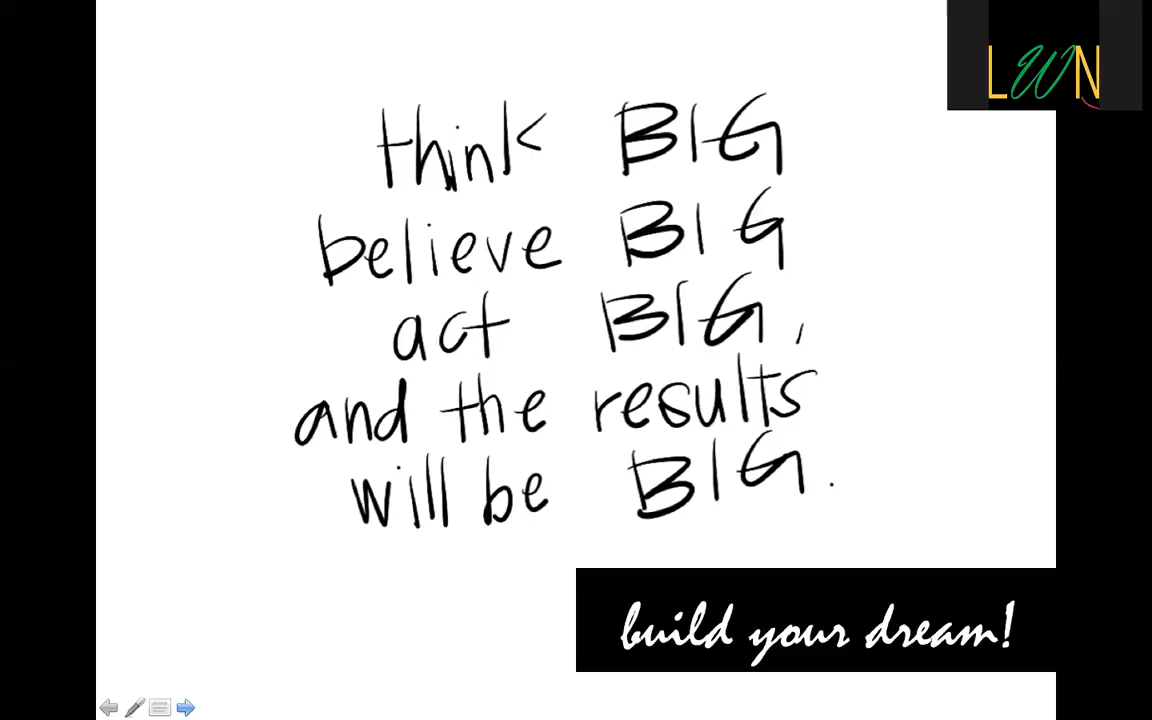 LWN
think BIG
believe BIG
act BIG,
and the results
will be BIG.
build your dream!